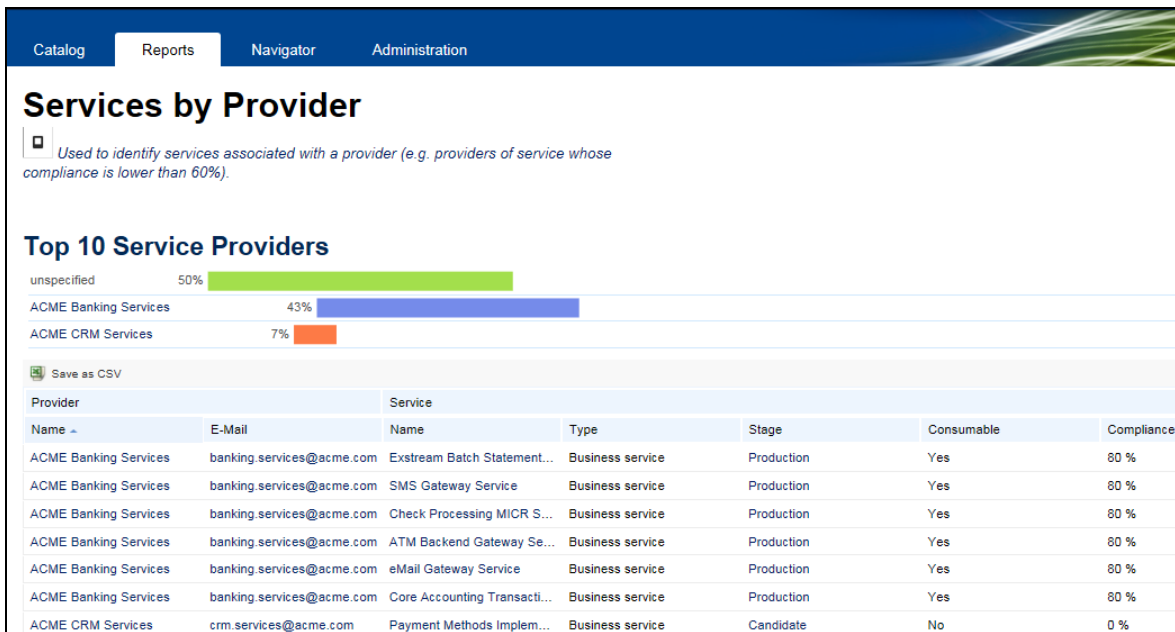 Catalog Reports Navigator Administration
Services by Provider
Used to identify services associated with a provider (e.g. providers of service whose
compliance is lower than 60%).
Top 10 Service Providers
unspecified 50%
ACME Banking Services 43%
ACME CRM Services 7%
Save as CSV
Provider Service
Name E-Mail Name Type Stage Consumable Compliance
ACME Banking Services banking.services@acme.com Exstream Batch Statement... Business service Production Yes 80 %
ACME Banking Services banking.services@acme.com SMS Gateway Service Business service Production Yes 80 %
ACME Banking Services banking.services@acme.com Check Processing MICR S... Business service Production Yes 80 %
ACME Banking Services banking.services@acme.com ATM Backend Gateway Se... Business service Production Yes 80 %
ACME Banking Services banking.services@acme.com eMail Gateway Service Business service Production Yes 80 %
ACME Banking Services banking.services@acme.com Core Accounting Transacti... Business service Production Yes 80 %
ACME CRM Services crm.services@acme.com Payment Methods Implem... Business service Candidate No 0 %